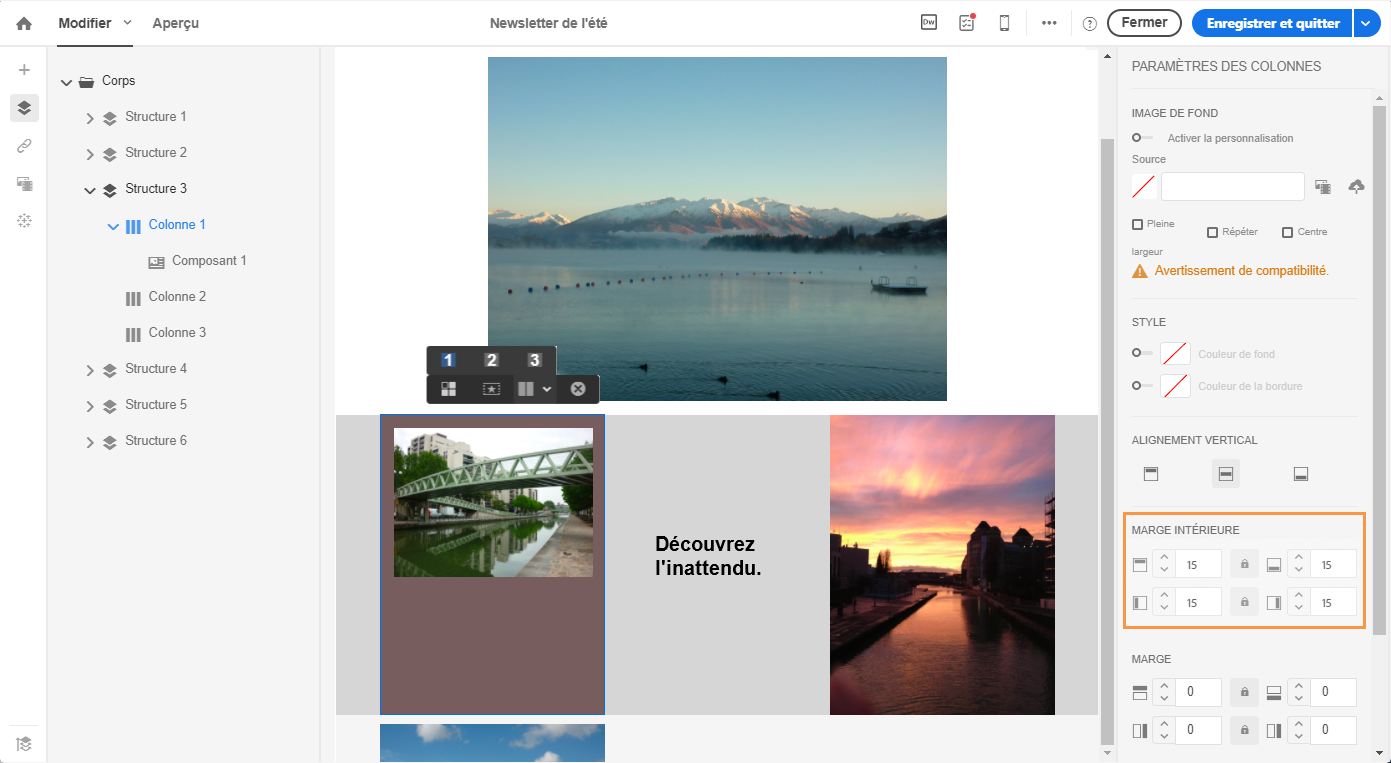 Modifier
Aperçu
Newsletter de l'été
Dw
Fermer
Enregistrer et quitter
Corps
Structure 1
Structure 2
Structure 3
Colonne 1
Composant 1
Colonne 2
Colonne 3
Structure 4
Structure 5
Structure 6
1 2 3
Découvrez
l'inattendu.
PARAMÈTRES DES COLONNES
IMAGE DE FOND
Activer la personnalisation
Source
Pleine
Répéter
Centre
largeur
Avertissement de compatibilité.
STYLE
Couleur de fond
Couleur de la bordure
ALIGNEMENT VERTICAL
MARGE INTÉRIEURE
15 15
15 15
MARGE
0 0
0 0